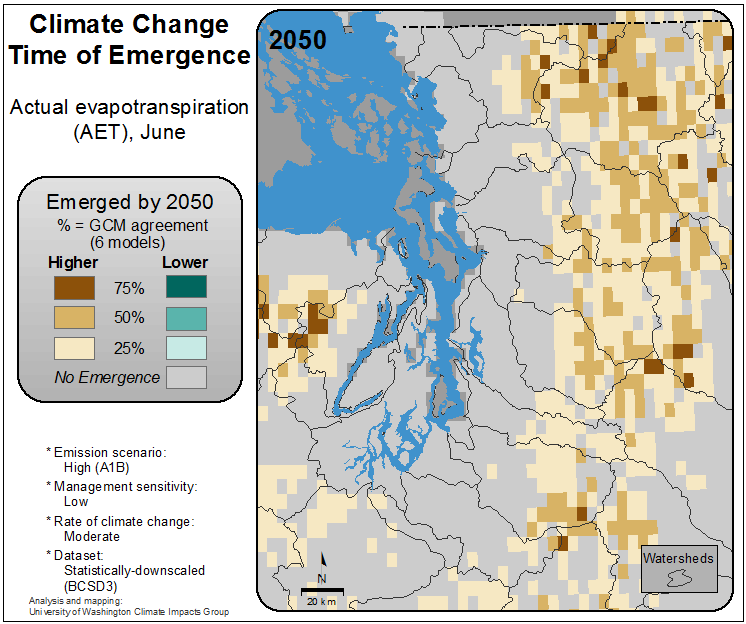 Climate Change
Time of Emergence
Actual evapotranspiration
(AET), June
Emerged by 2050
% = GCM agreement
(6 models)
Higher Lower
75%
50%
25%
No Emergence
* Emission scenario:
High (A1B)
* Management sensitivity:
Low
* Rate of climate change:
Moderate
* Dataset:
Statistically-downscaled
(BCSD3)
Analysis and mapping:
University of Washington Climate Impacts Group
2050
N
20 km
Watersheds